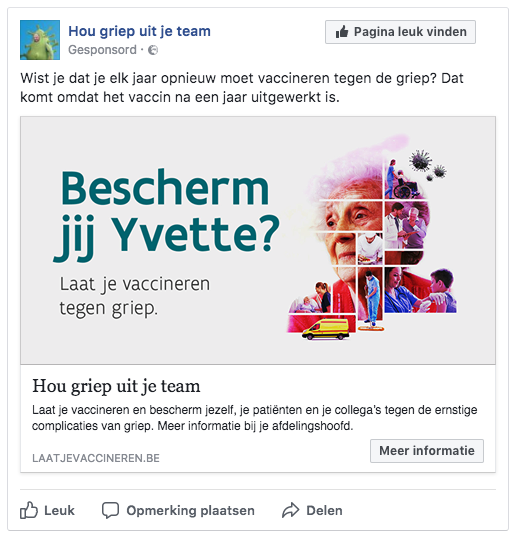 Hou griep uit je team
Gesponsord ·
Pagina leuk vinden
Wist je dat je elk jaar opnieuw moet vaccineren tegen de griep? Dat
komt omdat het vaccin na een jaar uitgewerkt is.
Bescherm
jij Yvette?
Laat je vaccineren
tegen griep.
Hou griep uit je team
Laat je vaccineren en bescherm jezelf, je patiënten en je collega's tegen de ernstige
complicaties van griep. Meer informatie bij je afdelingshoofd.
LAATJEVACCINEREN.BE
Meer informatie
Leuk
Opmerking plaatsen
Delen